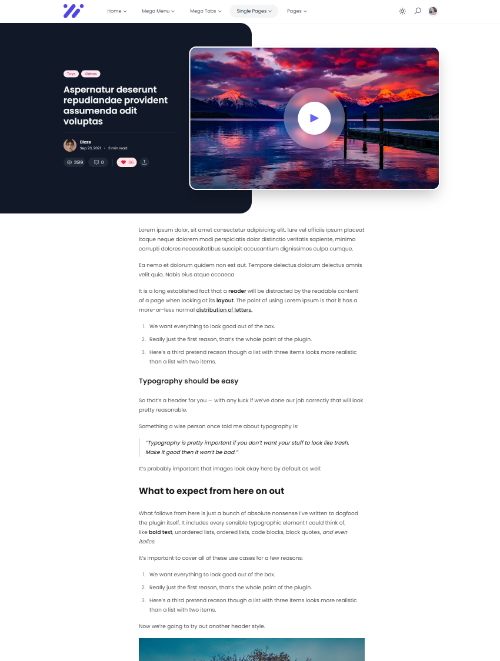 Home
Mega Menu
Mega Tabs
Single Pages
Pages
Aspernatur deserunt
repudiandae provident
assumenda odit
voluptas
Lorem ipsum dolor, sit amet consectetur adipisicing elit. Iure vel officiis ipsum placeat
itaque neque dolorem modi perspiciatis dolor distinctio veritatis sapiente, minima
corrupti dolores necessitatibus suscipit accusantium dignissimos culpa cumque.
Ea nemo et dolorum quidem non est aut. Tempore delectus dolorum delectus omnis
velit quia. Nobis eius atque occaeca
It is a long established fact that a reader will be distracted by the readable content
of a page when looking at its layout. The point of using Lorem Ipsum is that it has a
more-or-less normal distribution of letters.
1. We want everything to look good out of the box.
2. Really just the first reason, that's the whole point of the plugin.
3. Here's a third pretend reason though a list with three items looks more realistic
than a list with two items.
Typography should be easy
So that's a header for you — with any luck if we've done our job correctly that will look
pretty reasonable.
Something a wise person once told me about typography is:
“Typography is pretty important if you don't want your stuff to look like trash.
Make it good then it won't be bad.”
It's probably important that images look okay here by default as well:
What to expect from here on out
What follows from here is just a bunch of absolute nonsense I've written to dogfood
the plugin itself. It includes every sensible typographic element I could think of,
like bold text, unordered lists, ordered lists, code blocks, block quotes, and even
italics.
It's important to cover all of these use cases for a few reasons:
1. We want everything to look good out of the box.
2. Really just the first reason, that's the whole point of the plugin.
3. Here's a third pretend reason though a list with three items looks more realistic
than a list with two items.
Now we're going to try out another header style.